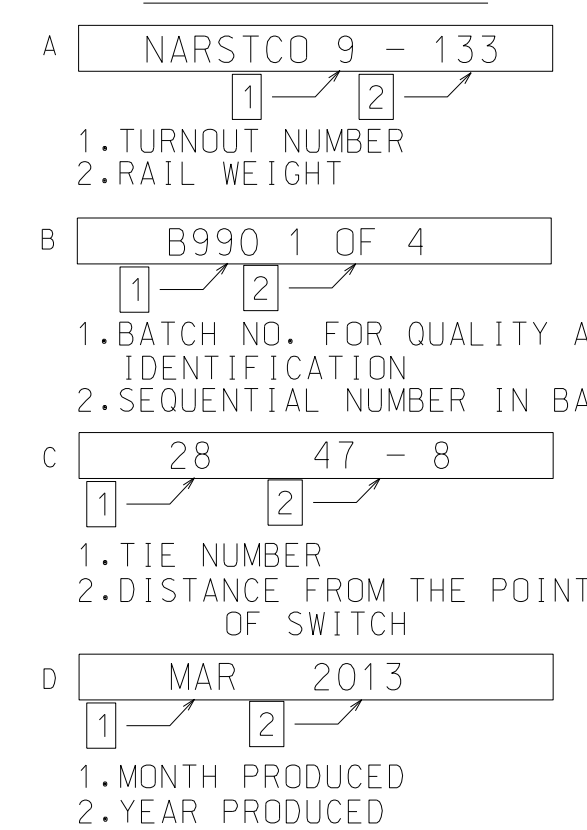 A NARSTCO 9 - 133
1 2
1.TURNOUT NUMBER
2.RAIL WEIGHT
B B990 1 OF 4
1 2
1.BATCH NO. FOR QUALITY A
IDENTIFICATION
2.SEQUENTIAL NUMBER IN BA
C 28 47 - 8
1 2
1.TIE NUMBER
2.DISTANCE FROM THE POINT
OF SWITCH
D MAR 2013
1 2
1.MONTH PRODUCED
2.YEAR PRODUCED